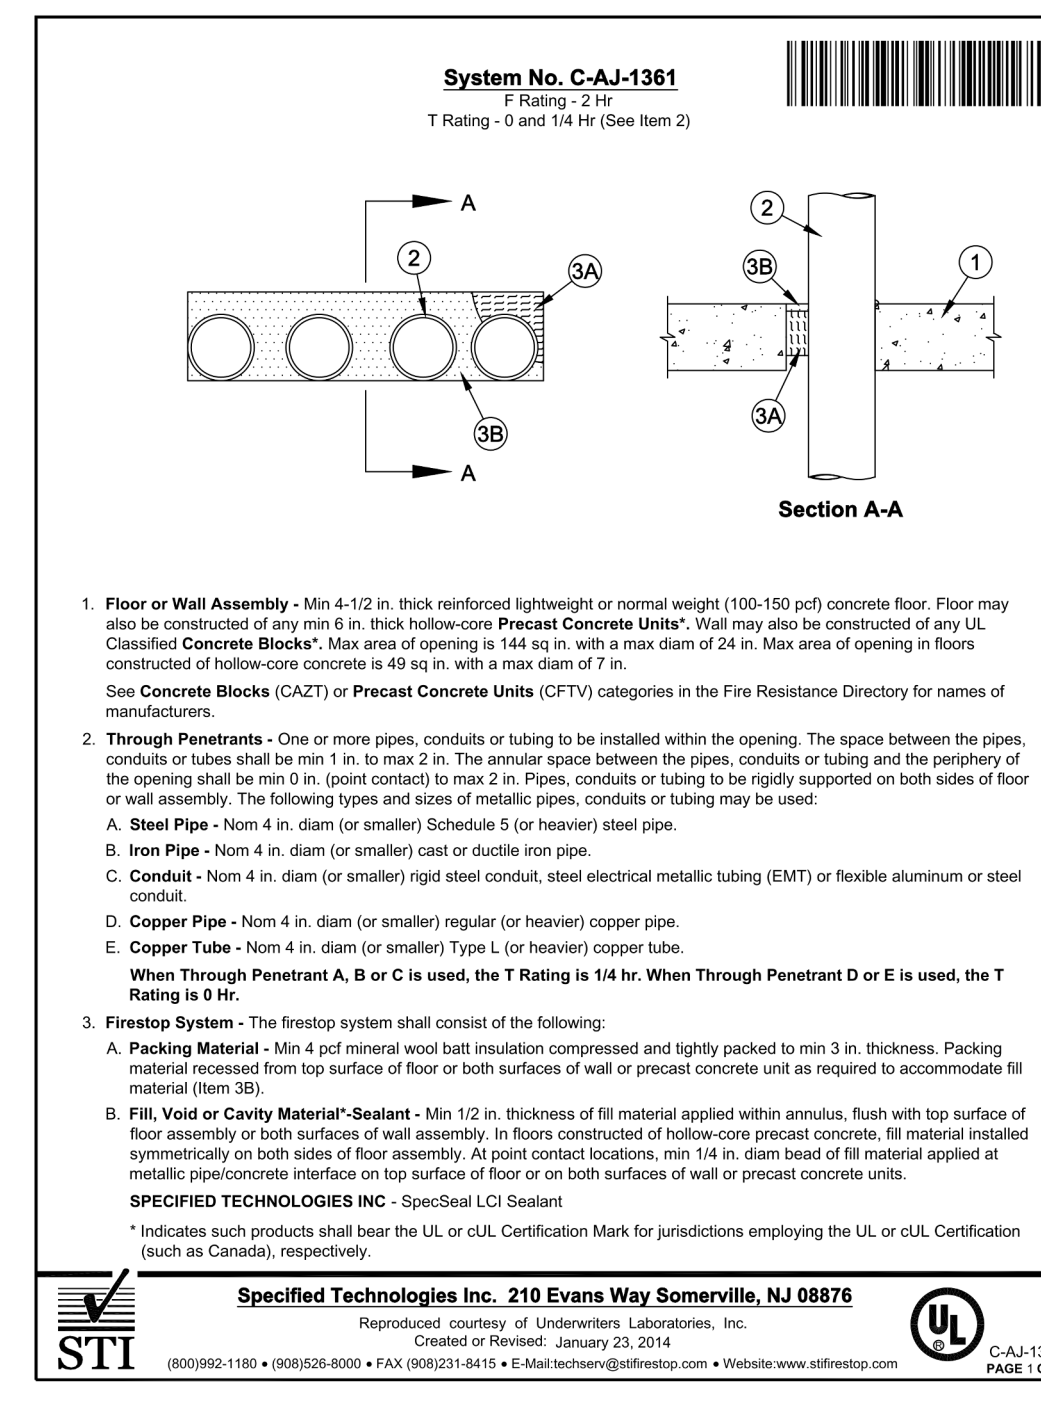 System No. C-AJ-1361
F Rating - 2 Hr
T Rating - 0 and 1/4 Hr (See Item 2)
A
2
3A
3B
A
2
3B
1
3A
Section A-A
1. Floor or Wall Assembly - Min 4-1/2 in. thick reinforced lightweight or normal weight (100-150 pcf) concrete floor. Floor may
also be constructed of any min 6 in. thick hollow-core Precast Concrete Units*. Wall may also be constructed of any UL
Classified Concrete Blocks*. Max area of opening is 144 sq in. with a max diam of 24 in. Max area of opening in floors
constructed of hollow-core concrete is 49 sq in. with a max diam of 7 in.
See Concrete Blocks (CAZT) or Precast Concrete Units (CFTV) categories in the Fire Resistance Directory for names of
manufacturers.
2. Through Penetrants - One or more pipes, conduits or tubing to be installed within the opening. The space between the pipes,
conduits or tubes shall be min 1 in. to max 2 in. The annular space between the pipes, conduits or tubing and the periphery of
the opening shall be min 0 in. (point contact) to max 2 in. Pipes, conduits or tubing to be rigidly supported on both sides of floor
or wall assembly. The following types and sizes of metallic pipes, conduits or tubing may be used:
A. Steel Pipe - Nom 4 in. diam (or smaller) Schedule 5 (or heavier) steel pipe.
B. Iron Pipe - Nom 4 in. diam (or smaller) cast or ductile iron pipe.
C. Conduit - Nom 4 in. diam (or smaller) rigid steel conduit, steel electrical metallic tubing (EMT) or flexible aluminum or steel
conduit.
D. Copper Pipe - Nom 4 in. diam (or smaller) regular (or heavier) copper pipe.
E. Copper Tube - Nom 4 in. diam (or smaller) Type L (or heavier) copper tube.
When Through Penetrant A, B or C is used, the T Rating is 1/4 hr. When Through Penetrant D or E is used, the T
Rating is 0 Hr.
3. Firestop System - The firestop system shall consist of the following:
A. Packing Material - Min 4 pcf mineral wool batt insulation compressed and tightly packed to min 3 in. thickness. Packing
material recessed from top surface of floor or both surfaces of wall or precast concrete unit as required to accommodate fill
material (Item 3B).
B. Fill, Void or Cavity Material*-Sealant - Min 1/2 in. thickness of fill material applied within annulus, flush with top surface of
floor assembly or both surfaces of wall assembly. In floors constructed of hollow-core precast concrete, fill material installed
symmetrically on both sides of floor assembly. At point contact locations, min 1/4 in. diam bead of fill material applied at
metallic pipe/concrete interface on top surface of floor or on both surfaces of wall or precast concrete units.
SPECIFIED TECHNOLOGIES INC - SpecSeal LCI Sealant
* Indicates such products shall bear the UL or cUL Certification Mark for jurisdictions employing the UL or cUL Certification
(such as Canada), respectively.
STI
Specified Technologies Inc. 210 Evans Way Somerville, NJ 08876
Reproduced courtesy of Underwriters Laboratories, Inc.
Created or Revised: January 23, 2014
(800)992-1180 • (908)526-8000 • FAX (908)231-8415 • E-Mail:techserv@stifirestop.com • Website:www.stifirestop.com
UL ®
C-AJ-13
PAGE 1